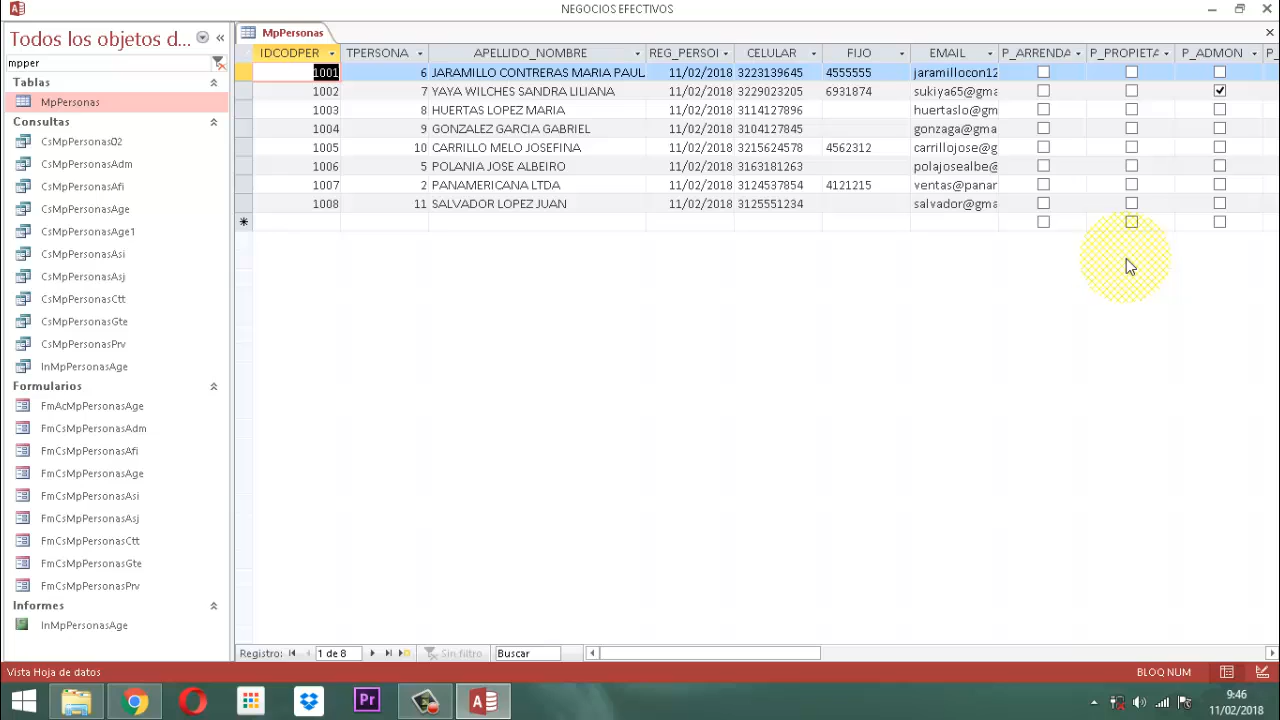 NEGOCIOS EFECTIVOS
Todos los objetos d...
mpper
Tablas
MpPersonas
Consultas
CsMpPersonas02
CsMpPersonasAdm
CsMpPersonasAfi
CsMpPersonasAge
CsMpPersonasAge1
CsMpPersonasAsi
CsMpPersonasAsj
CsMpPersonasCtt
CsMpPersonasGte
CsMpPersonasPrv
InMpPersonasAge
Formularios
FmAcMpPersonasAge
FmCsMpPersonasAdm
FmCsMpPersonasAfi
FmCsMpPersonasAge
FmCsMpPersonasAsi
FmCsMpPersonasAsj
FmCsMpPersonasCtt
FmCsMpPersonasGte
FmCsMpPersonasPrv
Informes
InMpPersonasAge
MpPersonas
IDCODPER TPERSONA APELLIDO_NOMBRE REG_PERSOI CELULAR FIJO EMAI P_ARRENDA P_PROPIETA P_ADMON P_
1001 6 JARAMILLO CONTRERAS MARIA PAUL 11/02/2018 3203139645 4555555 jaramillocon12
1002 7 YAYA WILCHES SANDRA LILIANA 11/02/2018 3229023205 6931874 sukiya65@gma
1003 8 HUERTAS LOPEZ MARIA 11/02/2018 3114127896 huertaslo@gm
1004 9 GONZALEZ GARCIA GABRIEL 11/02/2018 3104127845 gonzaga@gma
1005 10 CARRILLO MELO JOSEFINA 11/02/2018 3215624578 4562312 carrillojose@g
1006 5 POLANIA JOSE ALBEIRO 11/02/2018 3163181263 polajosealbe@
1007 2 PANAMERICANA LTDA 11/02/2018 3124537854 4121215 ventas@panar
1008 11 SALVADOR LOPEZ JUAN 11/02/2018 3125551234 salvador@gma
Registro: 1 de 8 Sin filtro Buscar
Vista Hoja de datos BLOQ NUM
Pr
9:46
11/02/2018